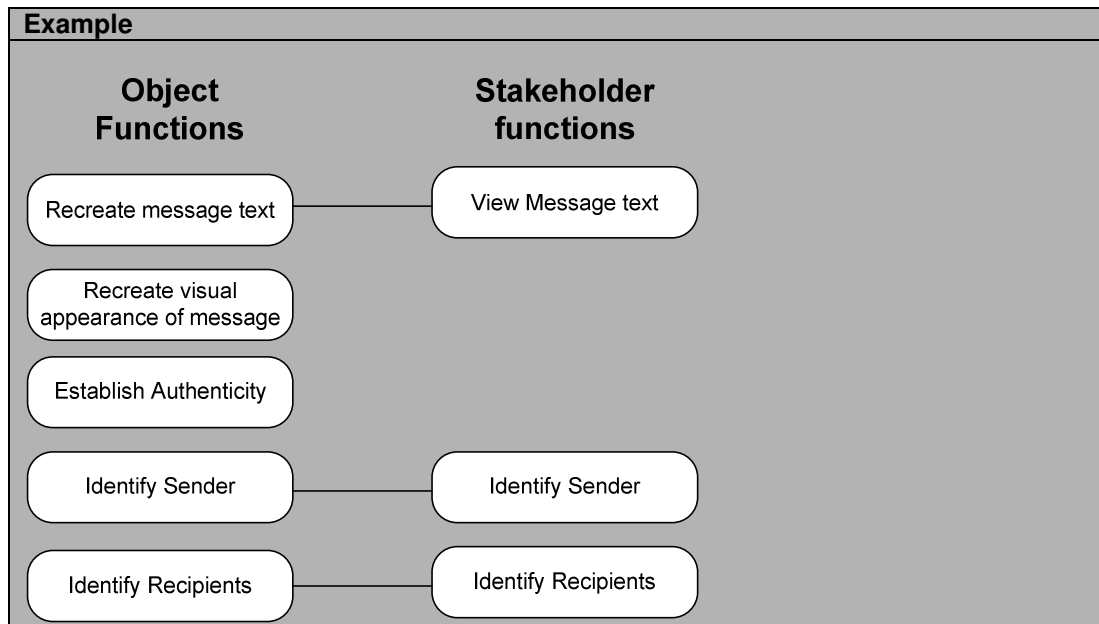 Example
Object
Functions
Stakeholder
functions
Recreate message text
View Message text
Recreate visual
appearance of message
Establish Authenticity
Identify Sender
Identify Sender
Identify Recipients
Identify Recipients